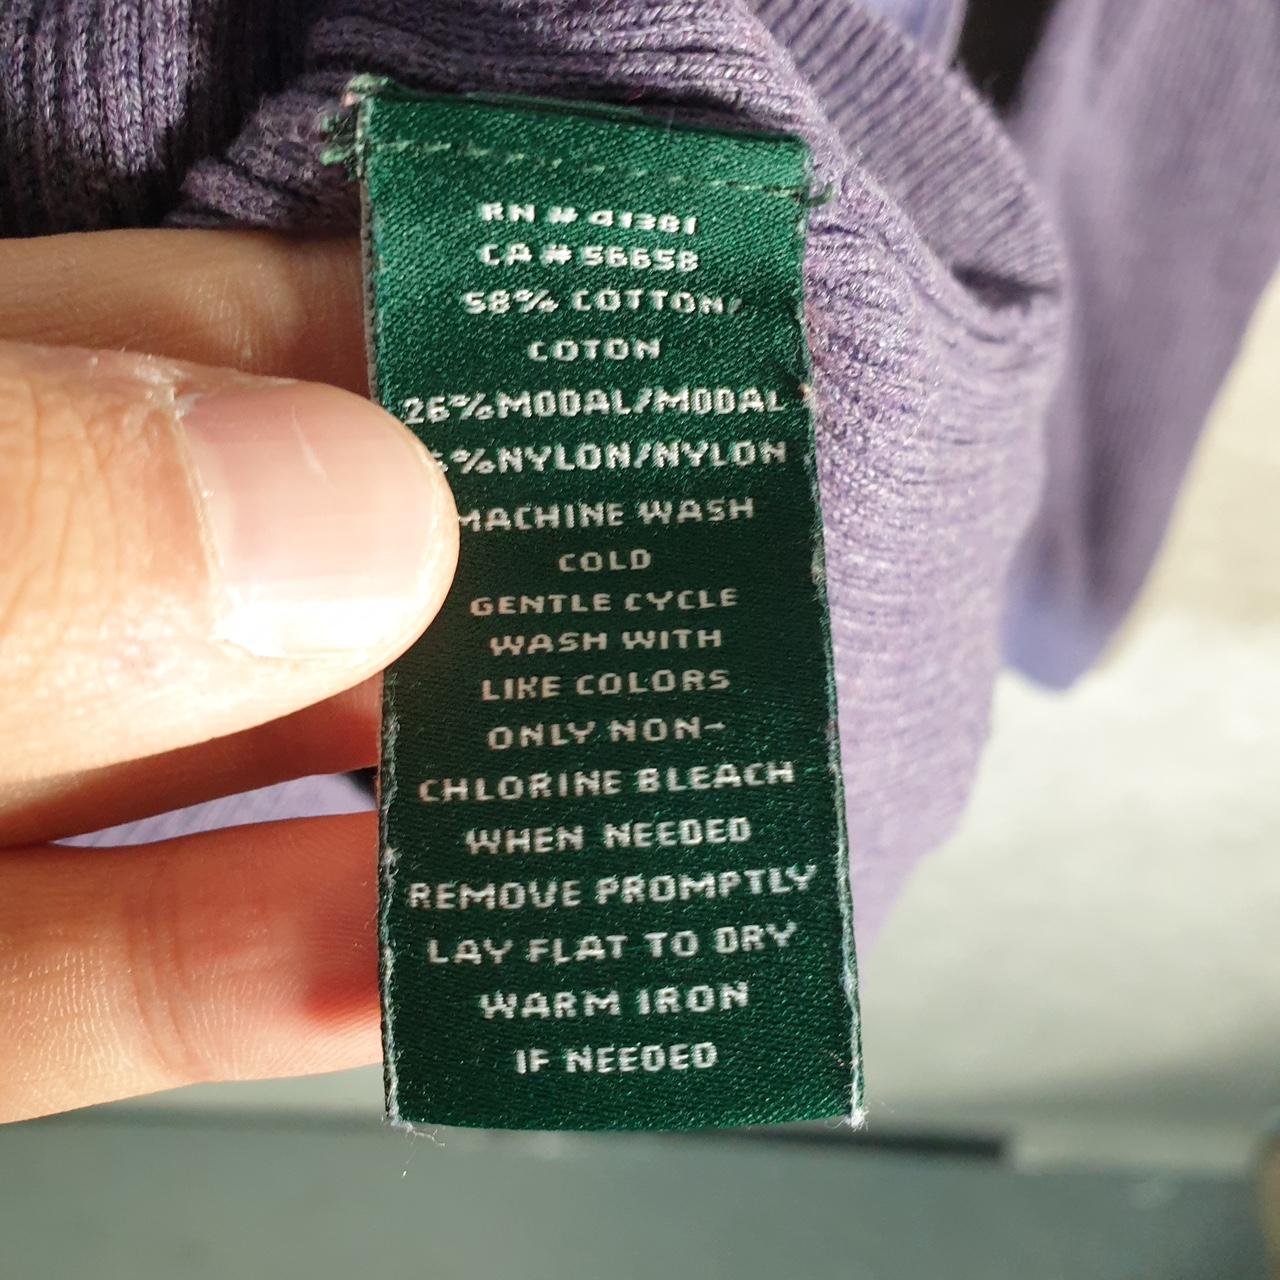 RN # 41381
CA # 56658
58% COTTON/
COTON
26%MODAL/MODAL
%NYLON/NYLON
MACHINE WASH
COLD
GENTLE CYCLE
WASH WITH
LIKE COLORS
ONLY NON-
CHLORINE BLEACH
WHEN NEEDED
REMOVE PROMPTLY
LAY FLAT TO DRY
WARM IRON
IF NEEDED